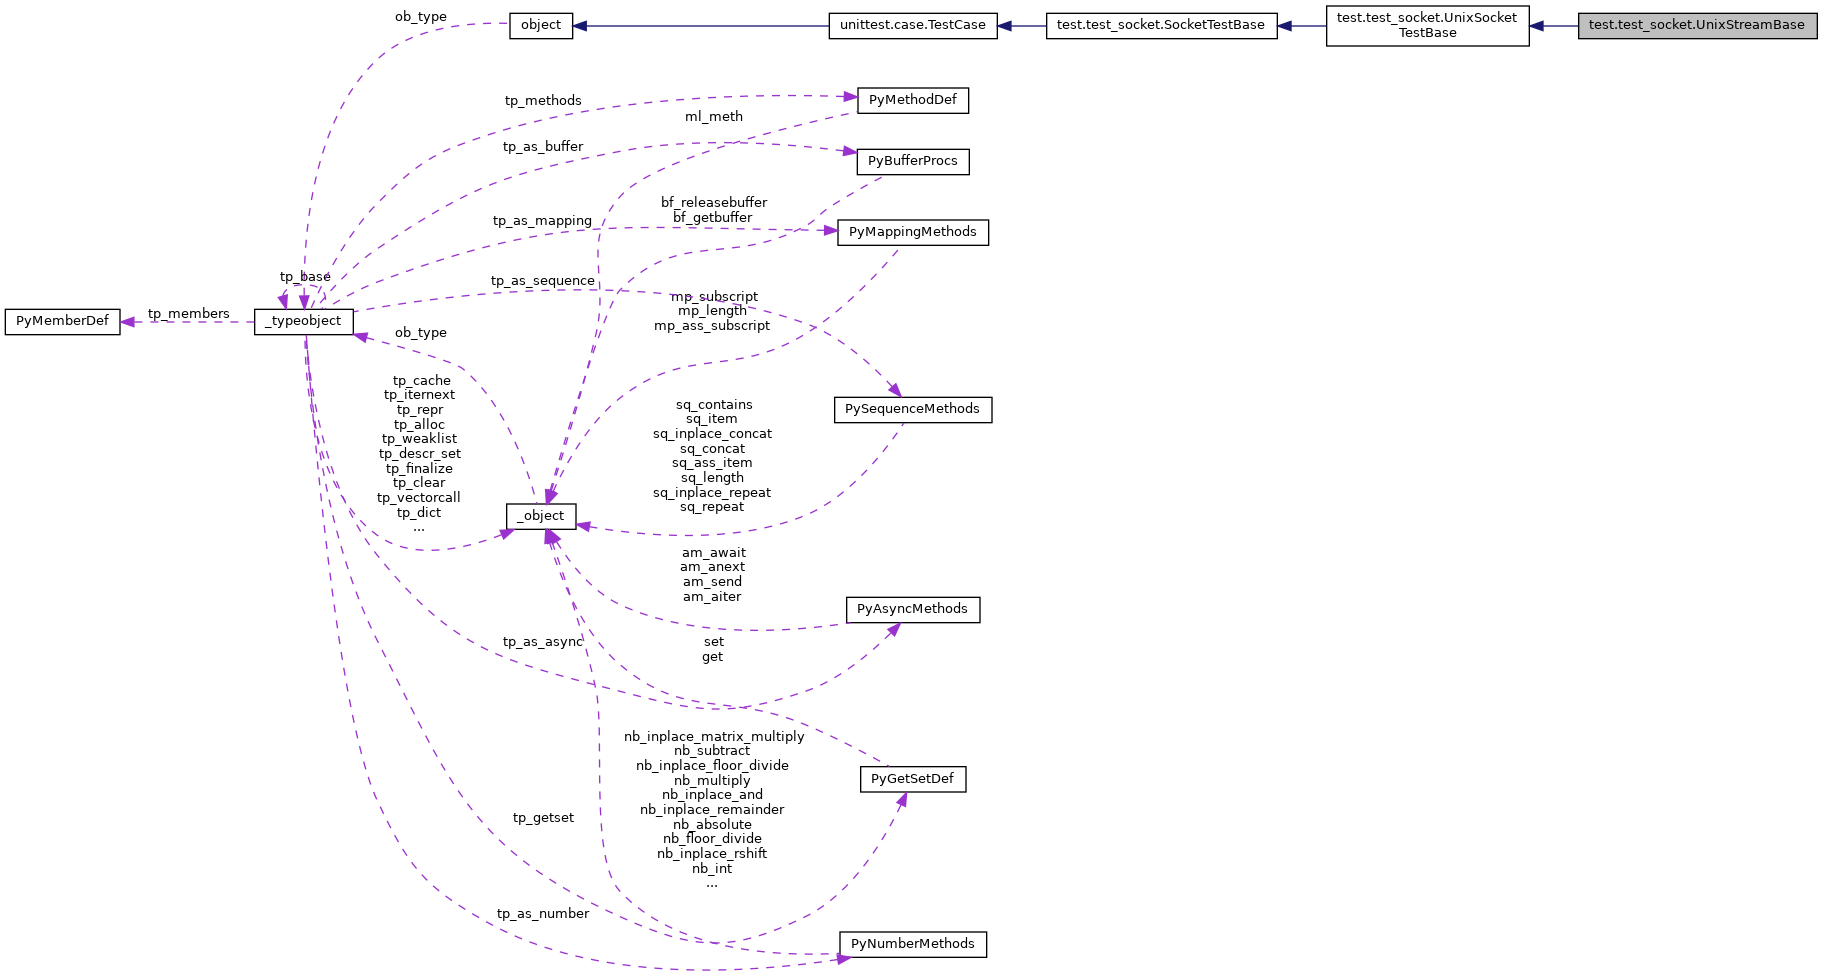 ob_type
object
unittest.case.TestCase
test.test_socket.SocketTestBase
test.test_socket.UnixSocket
TestBase
test.test_socket.UnixStreamBase
tp_methods
PyMethodDef
ml_meth
tp_as_buffer
PyBufferProcs
bf_releasebuffer
bf_getbuffer
tp_as_mapping
PyMappingMethods
tp_base
tp_as_sequence
mp_subscript
mp_length
mp_ass_subscript
PyMemberDef
tp_members
_typeobject
ob_type
tp_cache
tp_iternext
tp_repr
tp_alloc
tp_weaklist
tp_descr_set
tp_finalize
tp_clear
tp_vectorcall
tp_dict
...
sq_contains
sq_item
sq_inplace_concat
sq_concat
sq_ass_item
sq_length
sq_inplace_repeat
sq_repeat
PySequenceMethods
_object
am_await
am_anext
am_send
am_aiter
PyAsyncMethods
tp_as_async
set
get
nb_inplace_matrix_multiply
nb_subtract
nb_inplace_floor_divide
nb_multiply
nb_inplace_and
nb_inplace_remainder
nb_absolute
nb_floor_divide
nb_inplace_rshift
nb_int
...
PyGetSetDef
tp_getset
tp_as_number
PyNumberMethods